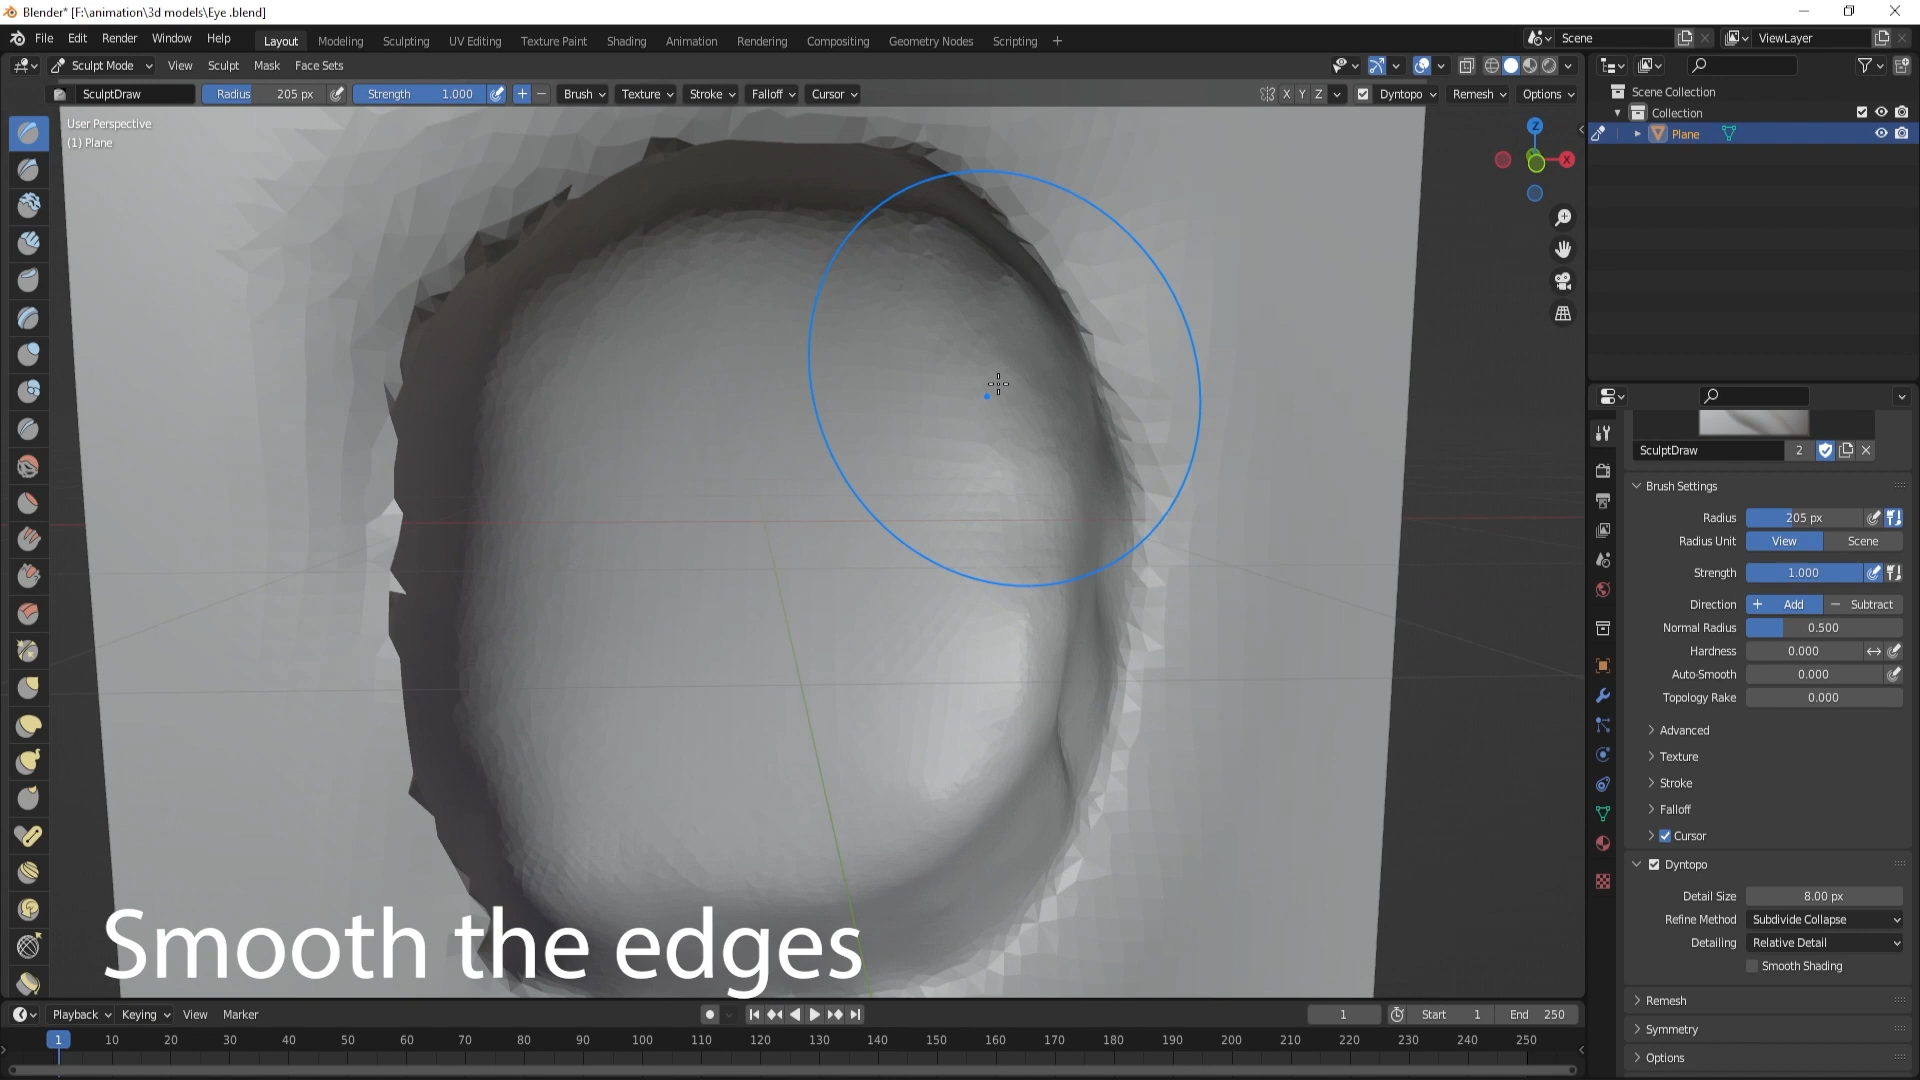 Blender* [F:\animation\3d models\Eye .blend]
File Edit Render Window Help Layout Modeling Sculpting UV Editing Texture Paint Shading Animation Rendering Compositing Geometry Nodes Scripting + Scene ViewLayer
Sculpt Mode View Sculpt Mask Face Sets
SculptDraw Radius 205 px Strength 1.000 + − Brush Texture Stroke Falloff Cursor X Y Z Dyntopo Remesh Options
User Perspective
(1) Plane
Z
X
Scene Collection
Collection
Plane
SculptDraw 2
Brush Settings
Radius 205 px
Radius Unit View Scene
Strength 1.000
Direction + Add − Subtract
Normal Radius 0.500
Hardness 0.000
Auto-Smooth 0.000
Topology Rake 0.000
Advanced
Texture
Stroke
Falloff
Cursor
Dyntopo
Detail Size 8.00 px
Refine Method Subdivide Collapse
Detailing Relative Detail
Smooth Shading
Remesh
Symmetry
Options
Smooth the edges
Playback Keying View Marker 1 Start 1 End 250
1 10 20 30 40 50 60 70 80 90 100 110 120 130 140 150 160 170 180 190 200 210 220 230 240 250